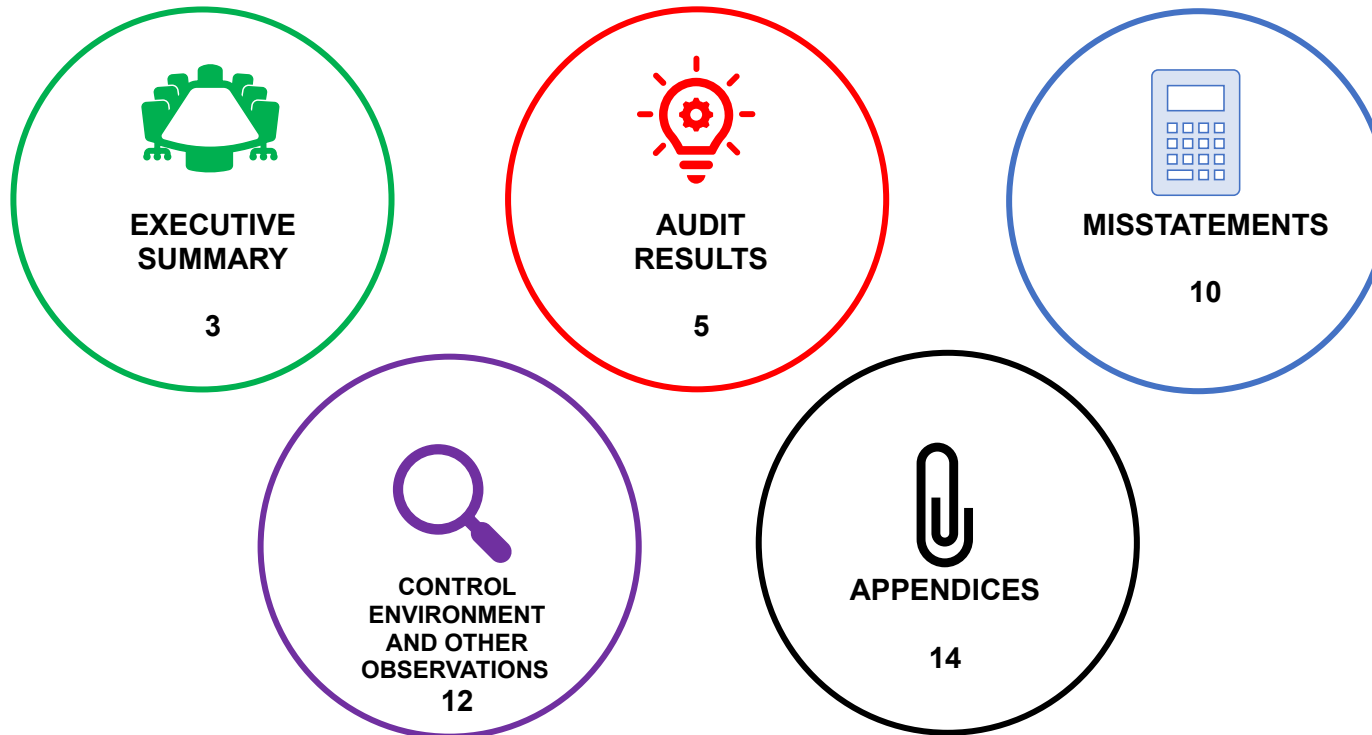 EXECUTIVE
SUMMARY
3
AUDIT
RESULTS
5
MISSTATEMENTS
10
CONTROL
ENVIRONMENT
AND OTHER
OBSERVATIONS
12
APPENDICES
14